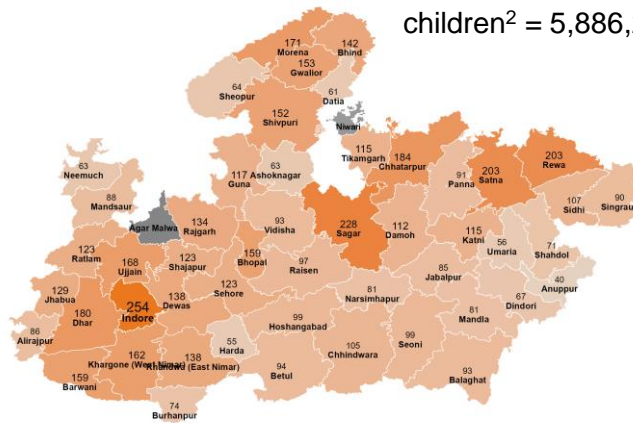 children² = 5,886,
171
Morena
142
Bhind
153
Gwalior
64
Sheopur
61
Datia
152
Shivpuri
Niwari
115
Tikamgarh
184
Chhatarpur
203
Rewa
203
Satna
91
Panna
63
Neemuch
117
Guna
63
Ashoknagar
88
Mandsaur
107
Sidhi
90
Singrau
Agar Malwa
134
Rajgarh
93
Vidisha
228
Sagar
112
Damoh
115
Katni
56
Umaria
71
Shahdol
123
Ratlam
168
Ujjain
123
Shajapur
159
Bhopal
97
Raisen
85
Jabalpur
40
Anuppur
129
Jhabua
180
Dhar
254
Indore
138
Dewas
123
Sehore
81
Narsimhapur
67
Dindori
81
Mandla
86
Alirajpur
99
Hoshangabad
55
Harda
105
Chhindwara
99
Seoni
162
Khargone (West Nimar)
138
Khandwa (East Nimar)
159
Barwani
94
Betul
93
Balaghat
74
Burhanpur